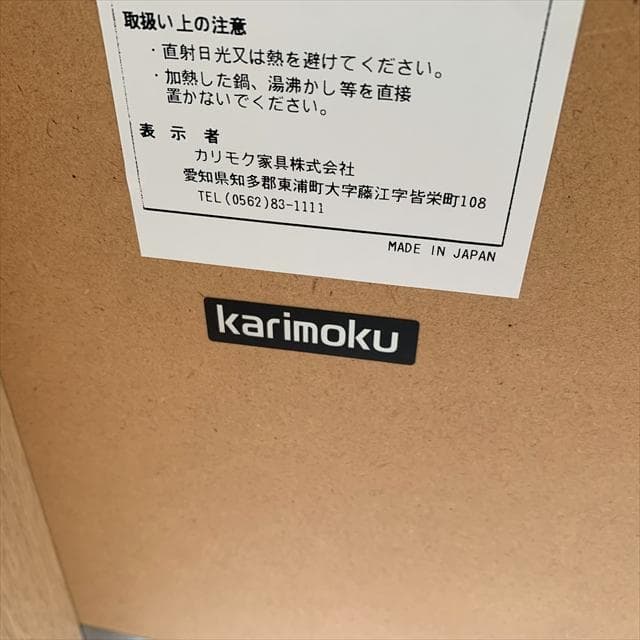 取扱い上の注意
・直射日光又は熱を避けてください。
・加熱した鍋、湯沸かし等を直接
置かないでください。
表示者
カリモク家具株式会社
愛知県知多郡東浦町大字藤江字皆栄町108
TEL(0562)83-1111
MADE IN JAPAN
karimoku